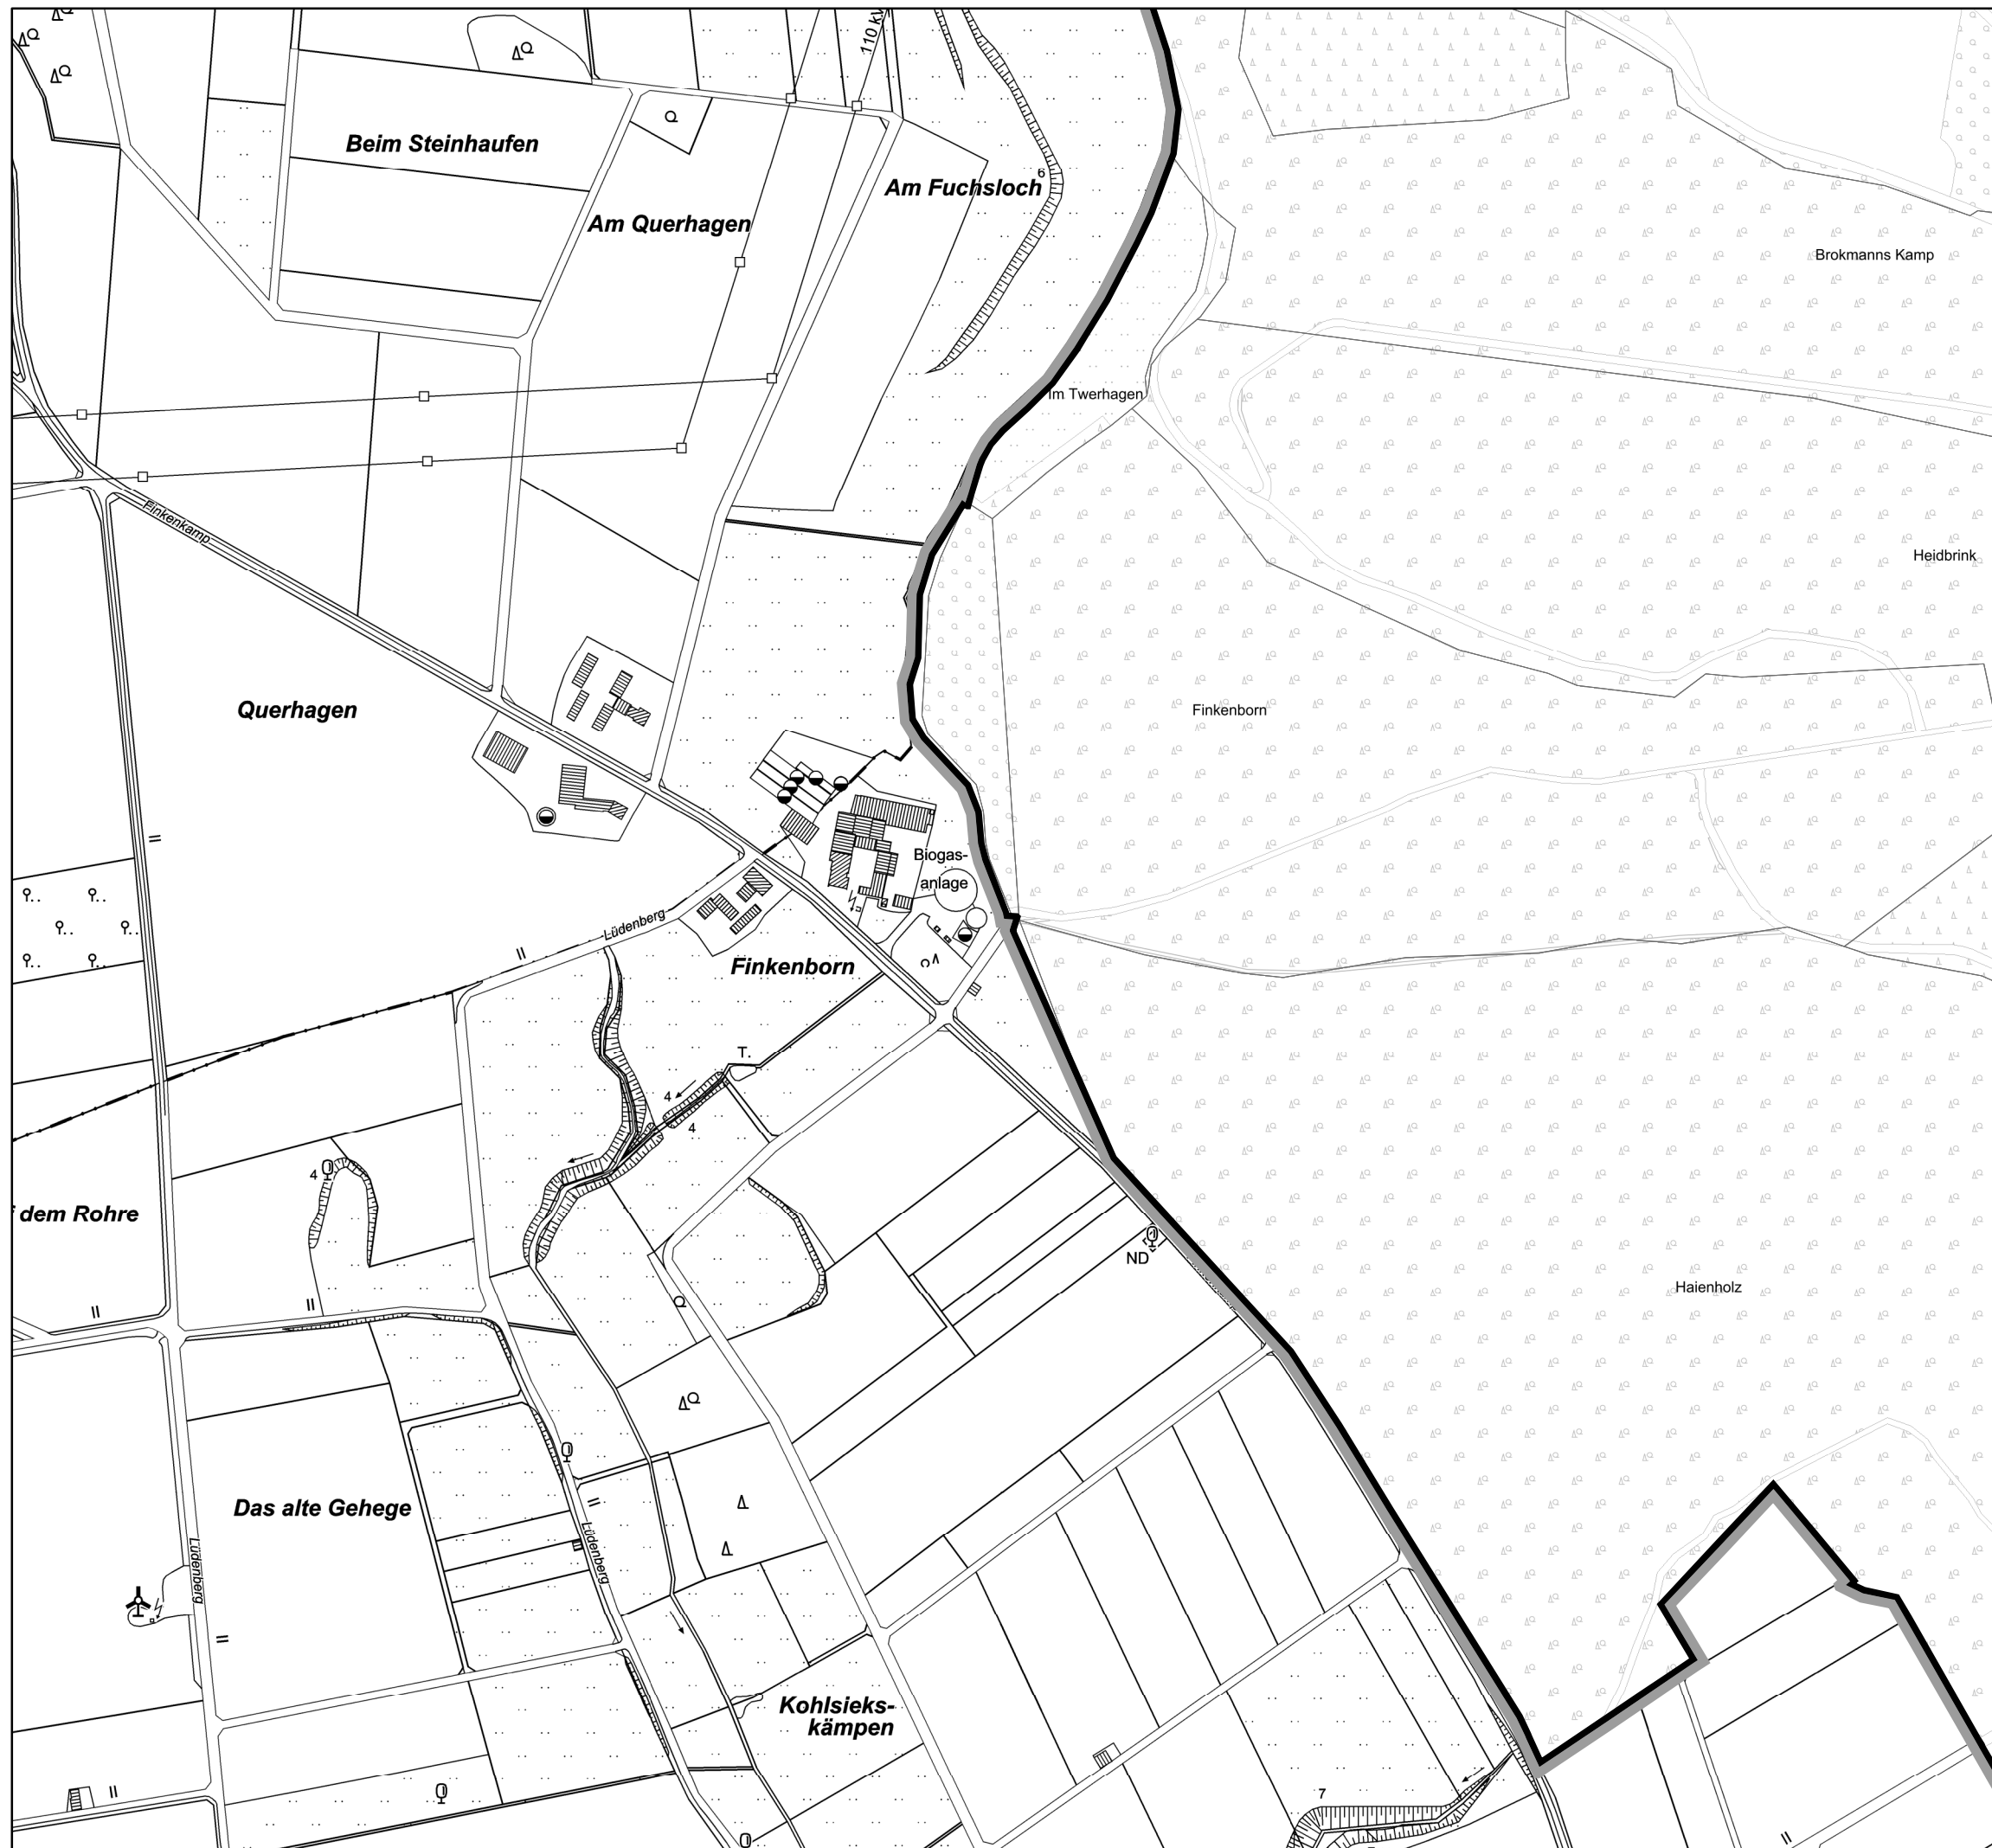 110 kV
Beim Steinhaufen
Am Fuchsloch
6
Am Querhagen
Brokmanns Kamp
Im Twerhagen
Finkenkamp
Heidbrink
Querhagen
Finkenborn
Biogas-
anlage
Lüdenberg
Finkenborn
T.
4
4
4
dem Rohre
ND
Haienholz
Das alte Gehege
Lüdenberg
Lüdenberg
Kohlsieks-
kämpen
7